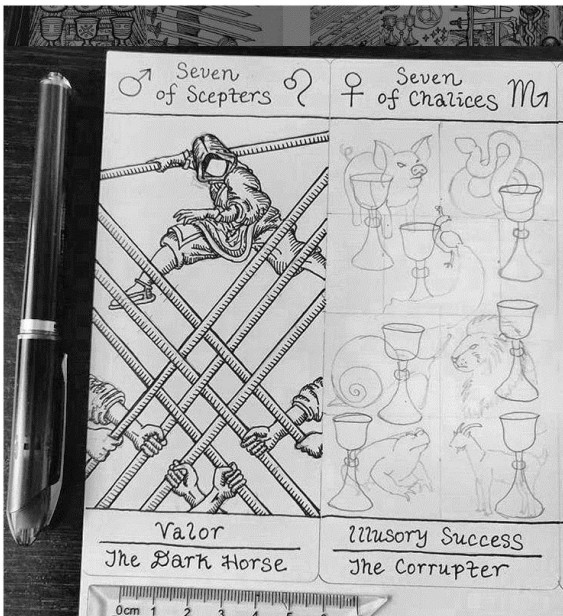 Seven
of Scepters
Seven
of Chalices
Valor
The Dark Horse
Illusory Success
The Corrupter
0cm 1 2 3 4 5